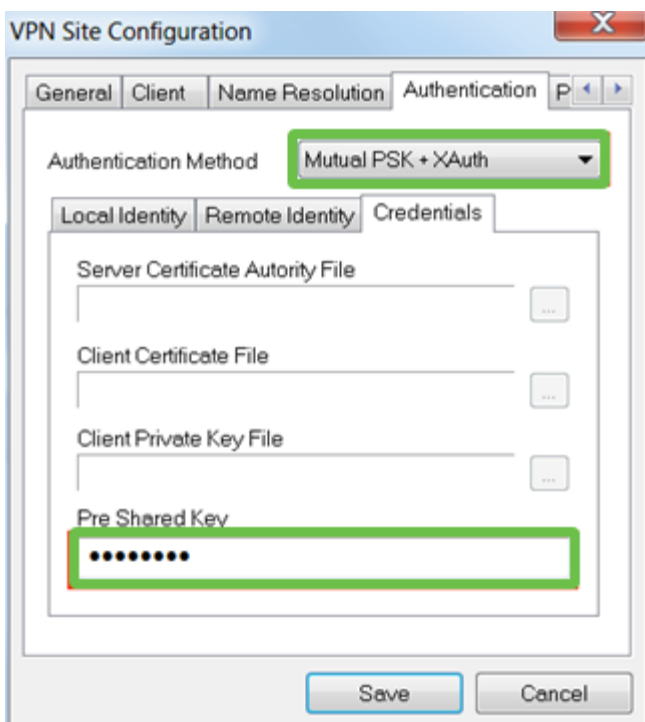 VPN Site Configuration
General Client Name Resolution Authentication P
Authentication Method Mutual PSK + XAuth
Local Identity Remote Identity Credentials
Server Certificate Autority File
...
Client Certificate File
...
Client Private Key File
...
Pre Shared Key
●●●●●●●●
Save Cancel